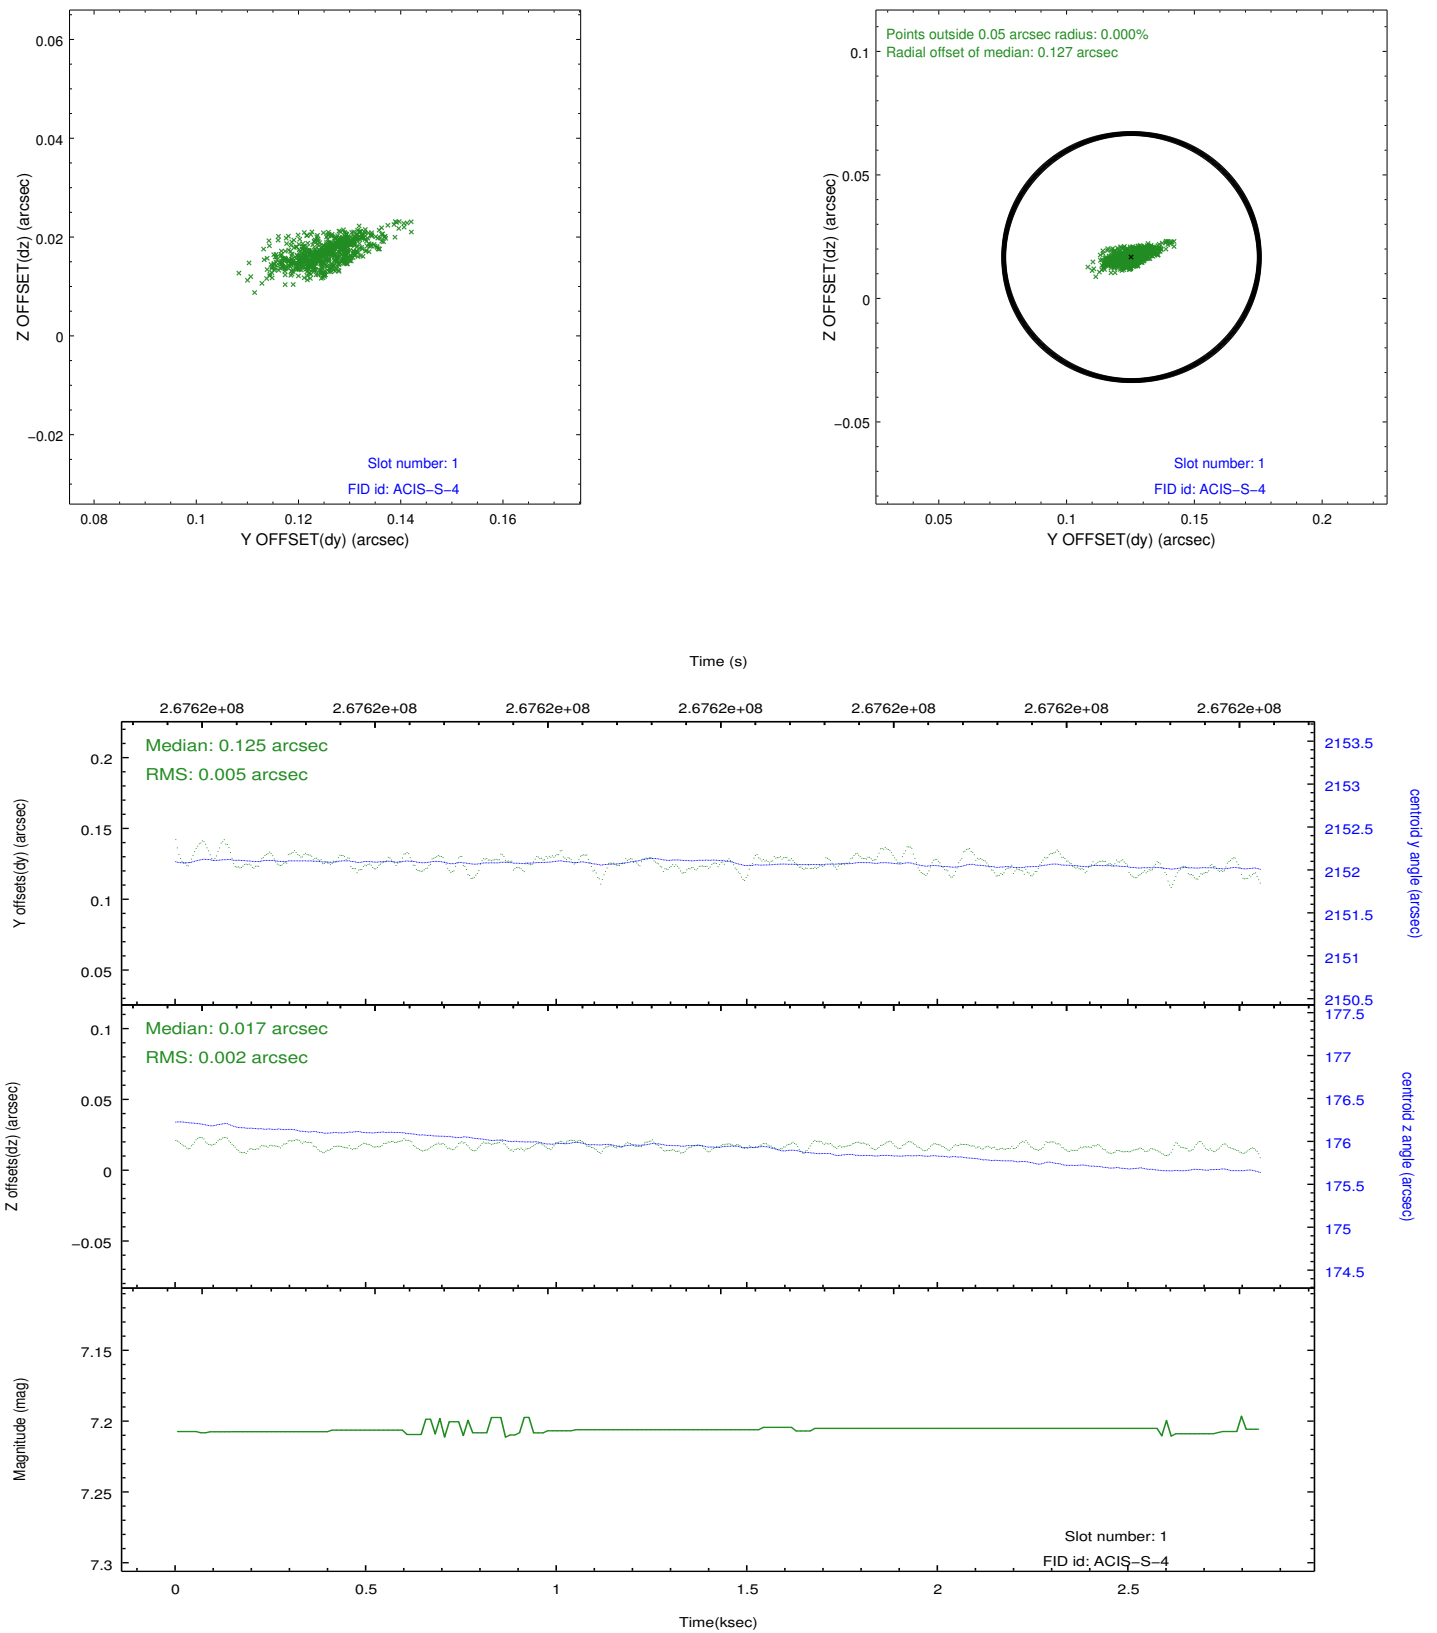 0.06
0.04
0.02
0
−0.02
Z OFFSET(dz) (arcsec)
Slot number: 1
FID id: ACIS−S−4
0.08
0.1
0.12
0.14
0.16
Y OFFSET(dy) (arcsec)
Points outside 0.05 arcsec radius: 0.000%
Radial offset of median: 0.127 arcsec
0.1
0.05
0
−0.05
Z OFFSET(dz) (arcsec)
Slot number: 1
FID id: ACIS−S−4
0.05
0.1
0.15
0.2
Y OFFSET(dy) (arcsec)
Time (s)
2.6762e+08
2.6762e+08
2.6762e+08
2.6762e+08
2.6762e+08
2.6762e+08
2.6762e+08
Median: 0.125 arcsec
RMS: 0.005 arcsec
0.2
0.15
0.1
0.05
Y offsets(dy) (arcsec)
2153.5
2153
2152.5
2152
2151.5
2151
2150.5
centroid y angle (arcsec)
Median: 0.017 arcsec
RMS: 0.002 arcsec
0.1
0.05
0
−0.05
Z offsets(dz) (arcsec)
177.5
177
176.5
176
175.5
175
174.5
centroid z angle (arcsec)
7.15
7.2
7.25
7.3
Magnitude (mag)
Slot number: 1
FID id: ACIS−S−4
0
0.5
1
1.5
2
2.5
Time(ksec)